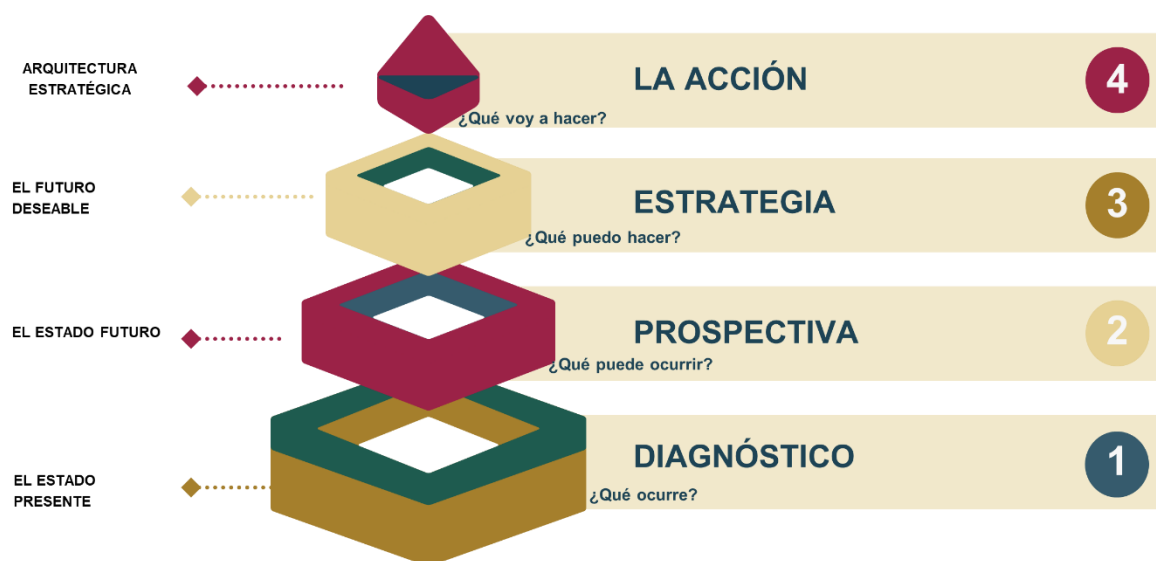 ARQUITECTURA
ESTRATÉGICA
LA ACCIÓN
¿Qué voy a hacer?
4
EL FUTURO
DESEABLE
ESTRATEGIA
¿Qué puedo hacer?
3
EL ESTADO FUTURO
PROSPECTIVA
¿Qué puede ocurrir?
2
EL ESTADO
PRESENTE
DIAGNÓSTICO
¿Qué ocurre?
1